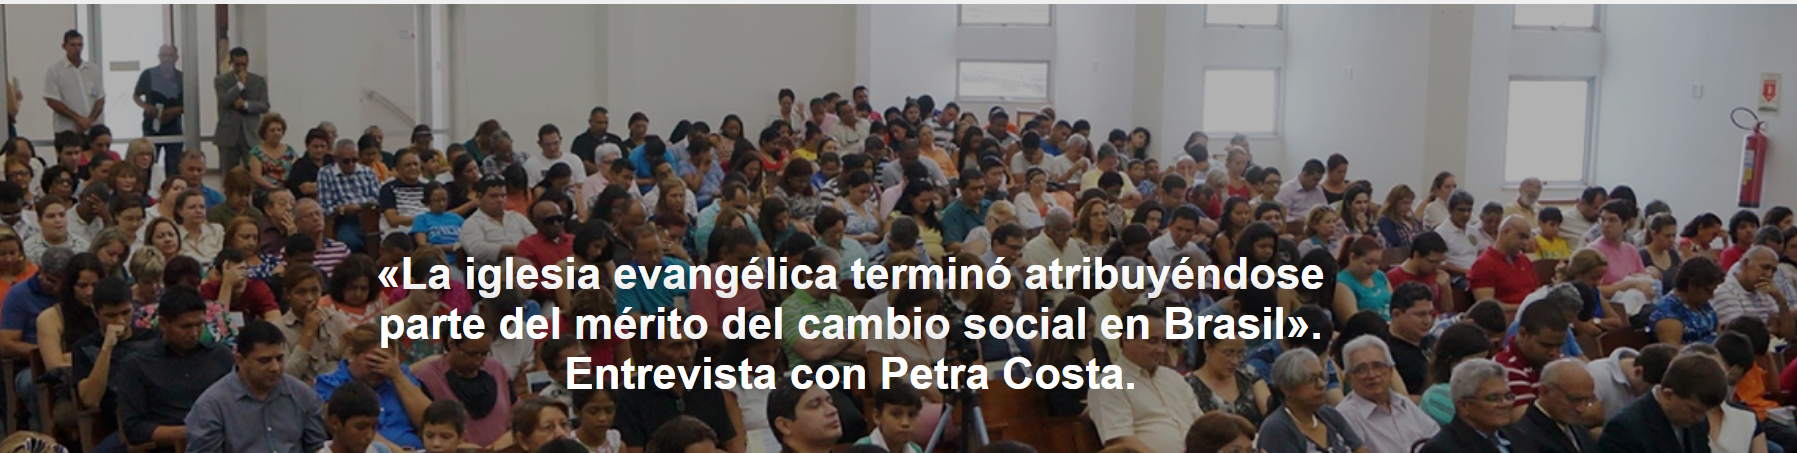 «La iglesia evangélica terminó atribuyéndose
parte del mérito del cambio social en Brasil».
Entrevista con Petra Costa.